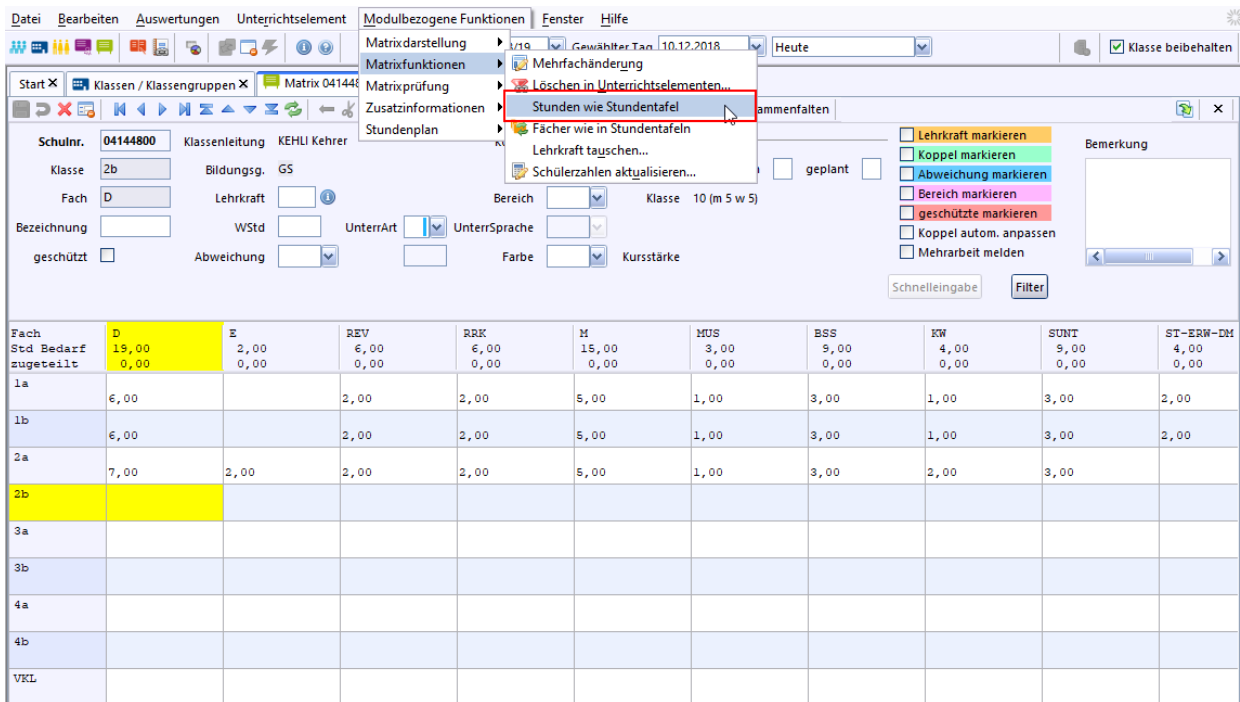 Datei Bearbeiten Auswertungen Unterrichtselement Modulbezogene Funktionen Fenster Hilfe
/19 Gewählter Tag 10.12.2018 Heute Klasse beibehalten
Matrixdarstellung
Matrixfunktionen
Matrixprüfung
Zusatzinformationen
Stundenplan
Mehrfachänderung
Löschen in Unterrichtselementen...
Stunden wie Stundentafel
Fächer wie in Stundentafeln
Lehrkraft tauschen...
Schülerzahlen aktualisieren...
Start Klassen / Klassengruppen Matrix 041448
ammenfalten
Schulnr. 04144800 Klassenleitung KEHLI Kehrer
Klasse 2b Bildungsg. GS geplant
Fach D Lehrkraft Bereich Klasse 10 (m 5 w 5)
Bezeichnung WStd UnterrArt UnterrSprache
geschützt Abweichung Farbe Kursstärke
Lehrkraft markieren
Koppel markieren
Abweichung markieren
Bereich markieren
geschützte markieren
Koppel autom. anpassen
Mehrarbeit melden
Bemerkung
Schnelleingabe Filter
Fach D E REV RRK M MUS BSS KW SUNT ST-ERW-DM
Std Bedarf 19,00 2,00 6,00 6,00 15,00 3,00 9,00 4,00 9,00 4,00
zugeteilt 0,00 0,00 0,00 0,00 0,00 0,00 0,00 0,00 0,00 0,00
1a
6,00 2,00 2,00 5,00 1,00 3,00 1,00 3,00 2,00
1b
6,00 2,00 2,00 5,00 1,00 3,00 1,00 3,00 2,00
2a
7,00 2,00 2,00 2,00 5,00 1,00 3,00 2,00 3,00
2b
3a
3b
4a
4b
VKL